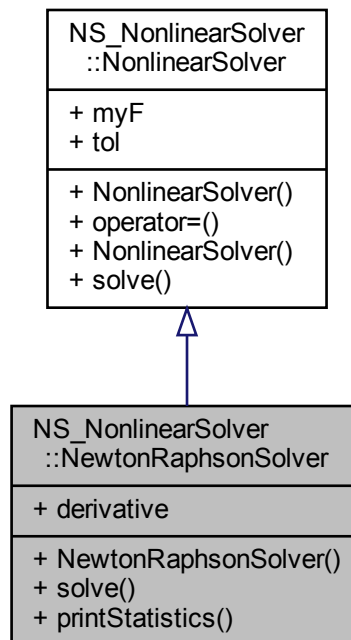 NS_NonlinearSolver
::NonlinearSolver
+ myF
+ tol
+ NonlinearSolver()
+ operator=()
+ NonlinearSolver()
+ solve()
NS_NonlinearSolver
::NewtonRaphsonSolver
+ derivative
+ NewtonRaphsonSolver()
+ solve()
+ printStatistics()